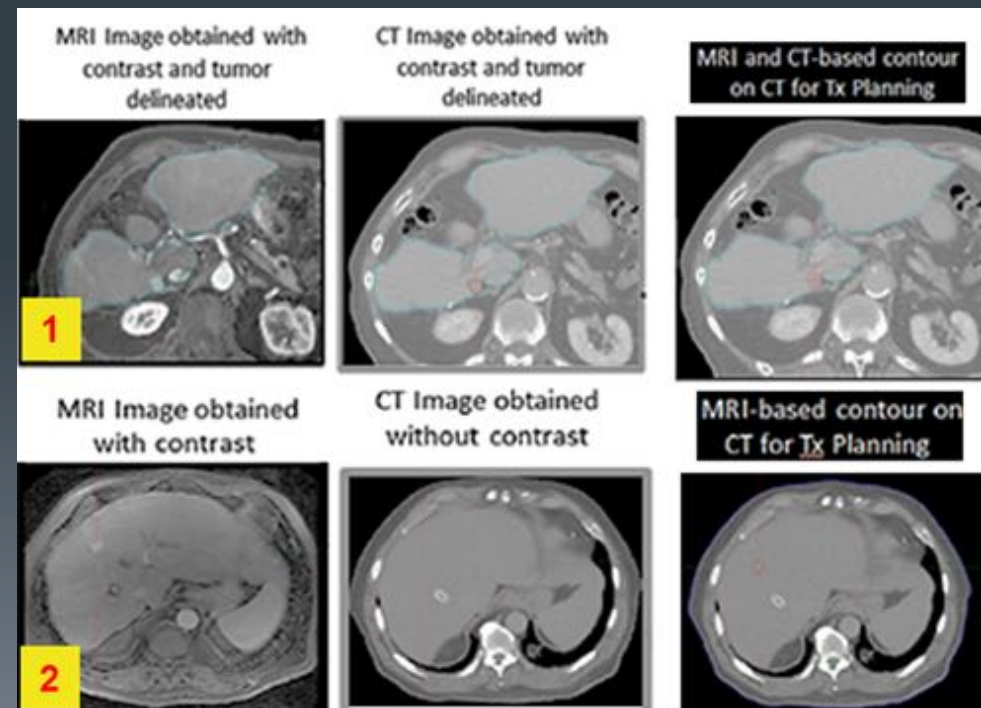 MRI Image obtained with
contrast and tumor
delineated
CT Image obtained with
contrast and tumor
delineated
MRI and CT-based contour
on CT for Tx Planning
1
MRI Image obtained
with contrast
CT Image obtained
without contrast
MRI-based contour on
CT for Tx Planning
2